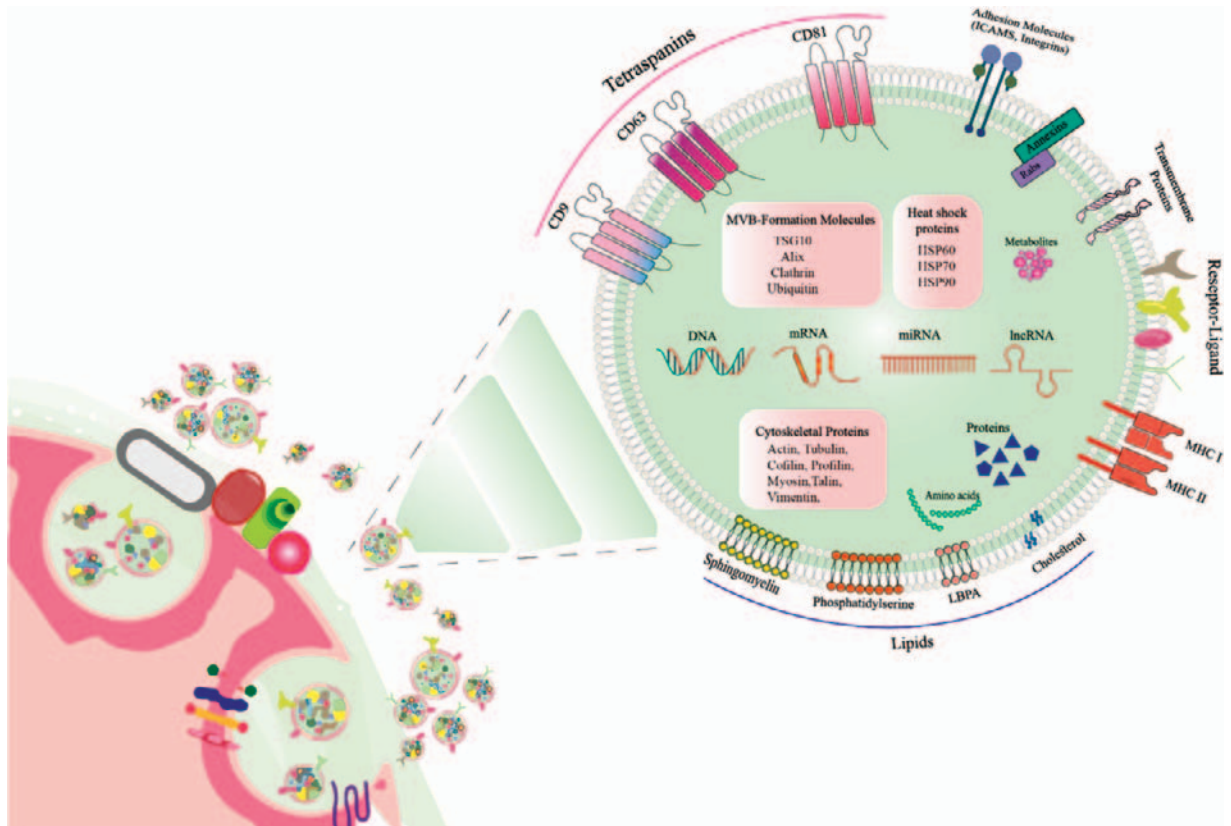 Tetraspanins
CD81
CD63
CD9
Adhesion Molecules
(ICAMS, Integrins)
Annexins
Rabs
Transmembrane
Proteins
Reseptor-Ligand
MHC I
MHC II
MVB-Formation Molecules
TSG10
Alix
Clathrin
Ubiquitin
Heat shock
proteins
HSP60
HSP70
HSP90
Metabolites
DNA
mRNA
miRNA
lncRNA
Cytoskeletal Proteins
Actin, Tubulin,
Cofilin, Profilin,
Myosin,Talin,
Vimentin,
Proteins
Amino acids
Sphingomyelin
Phosphatidylserine
LBPA
Cholesterol
Lipids